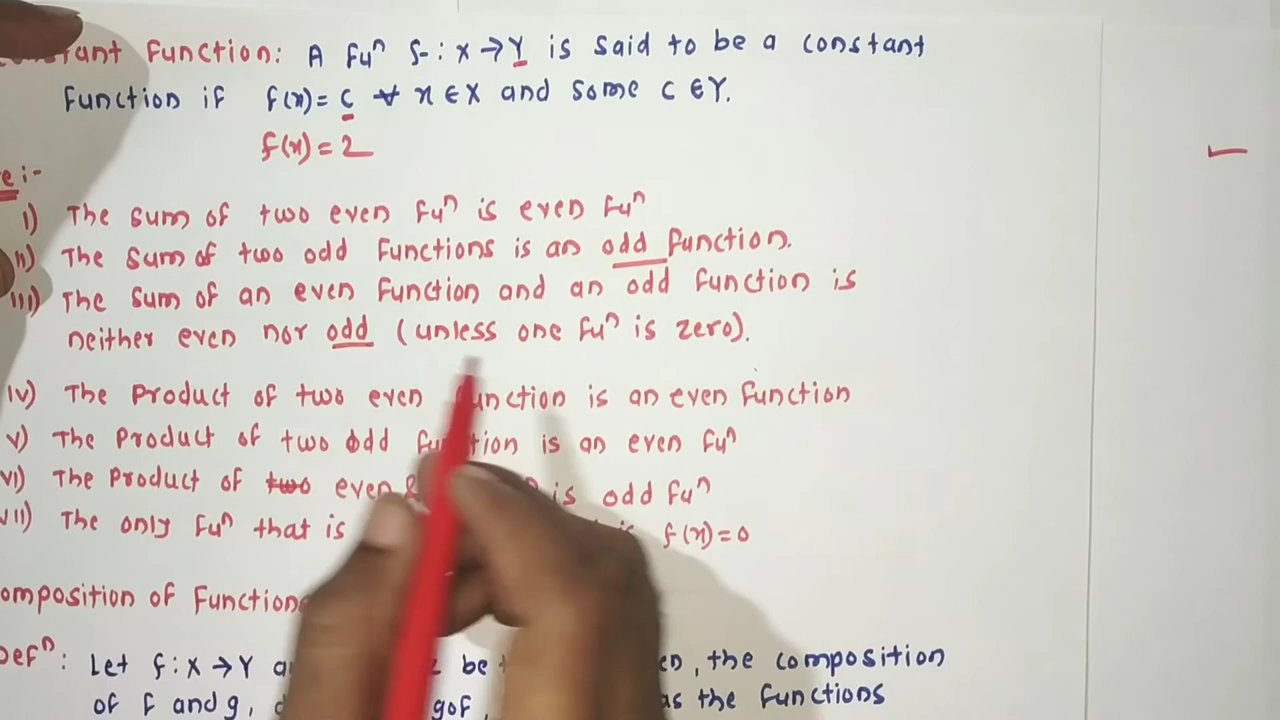 tant Function: A Fuⁿ f : X → Y is said to be a constant
function if f(x) = c ∀ x ∈ X and some c ∈ Y.
f(x) = 2
e :-
i) The sum of two even Fuⁿ is even Fuⁿ
ii) The sum of two odd Functions is an odd function.
iii) The sum of an even Function and an odd Function is
neither even nor odd (unless one Fuⁿ is zero).
iv) The Product of two even function is an even Function
v) The Product of two odd function is an even Fuⁿ
vi) The Product of two even & is odd Fuⁿ
vii) The only Fuⁿ that is f(x) = 0
omposition of Function
Defⁿ: Let f : X → Y be the composition
of f and g, gof, as the functions